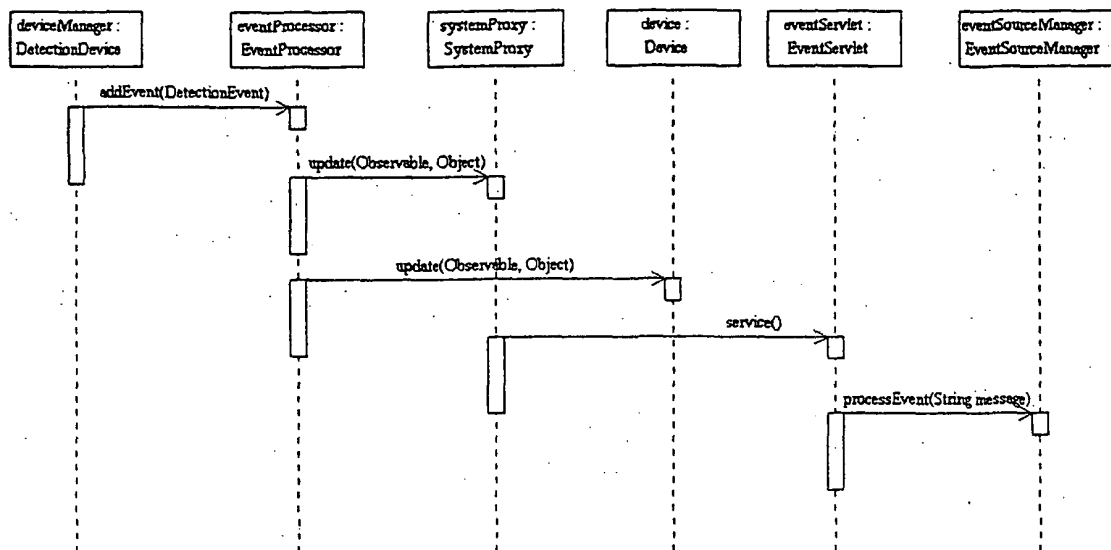 deviceManager :
DetectionDevice
eventProcessor :
EventProcessor
systemProxy :
SystemProxy
device :
Device
eventServlet :
EventServlet
eventSourceManager :
EventSourceManager
addEvent(DetectionEvent)
update(Observable, Object)
update(Observable, Object)
service()
processEvent(String message)